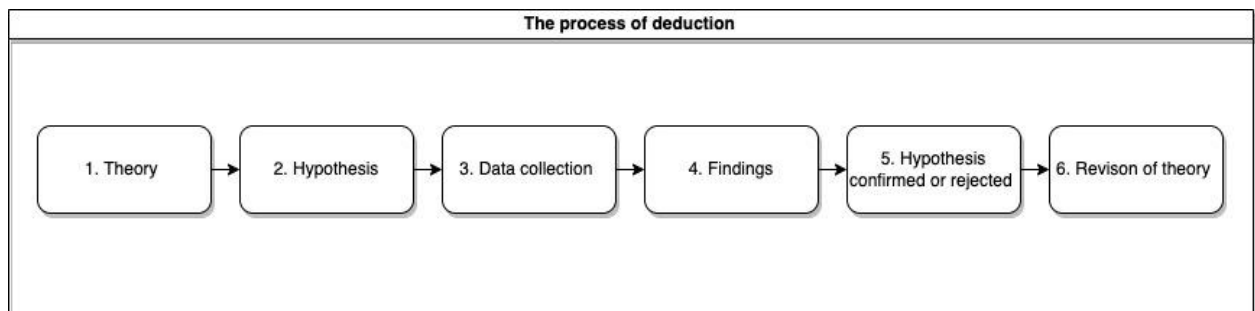 The process of deduction
1. Theory
2. Hypothesis
3. Data collection
4. Findings
5. Hypothesis
confirmed or rejected
6. Revison of theory